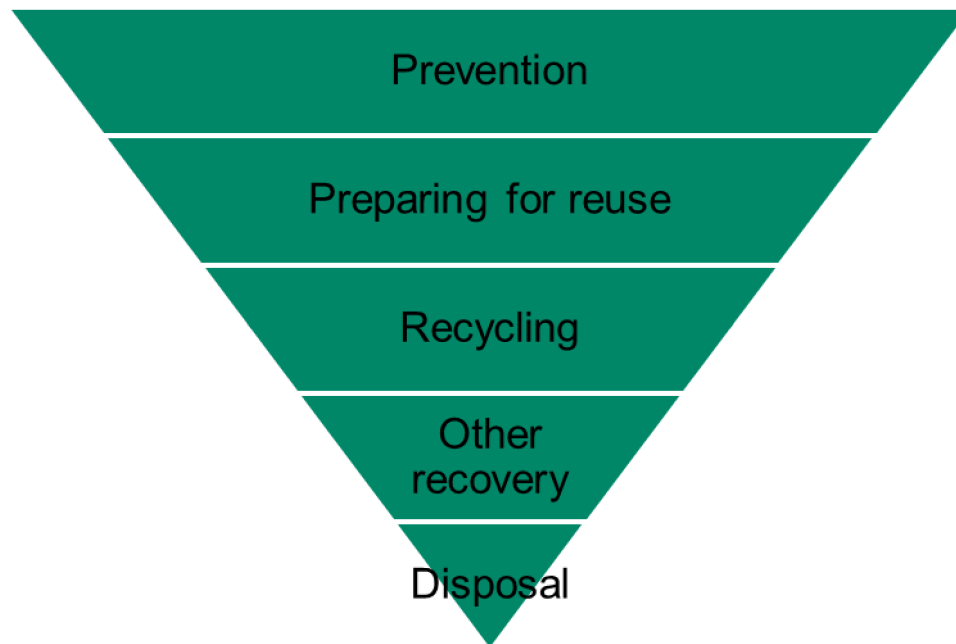 Prevention
Preparing for reuse
Recycling
Other
recovery
Disposal